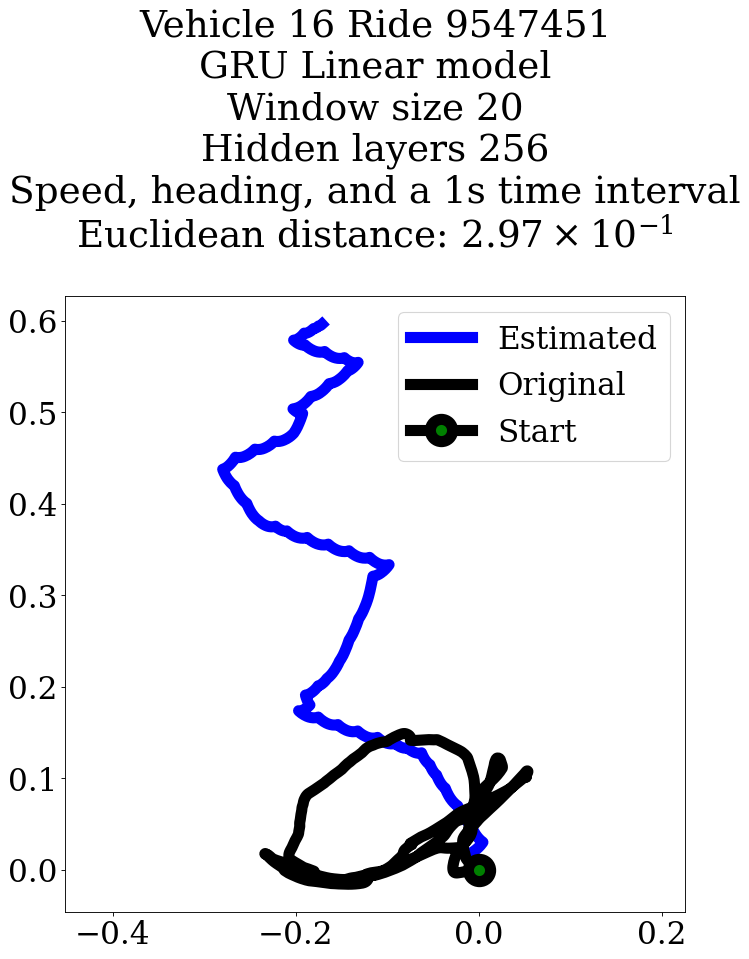 Vehicle 16 Ride 9547451
GRU Linear model
Window size 20
Hidden layers 256
Speed, heading, and a 1s time interval
Euclidean distance: 2.97 × 10⁻¹
Estimated
Original
Start
0.6
0.5
0.4
0.3
0.2
0.1
0.0
−0.4
−0.2
0.0
0.2